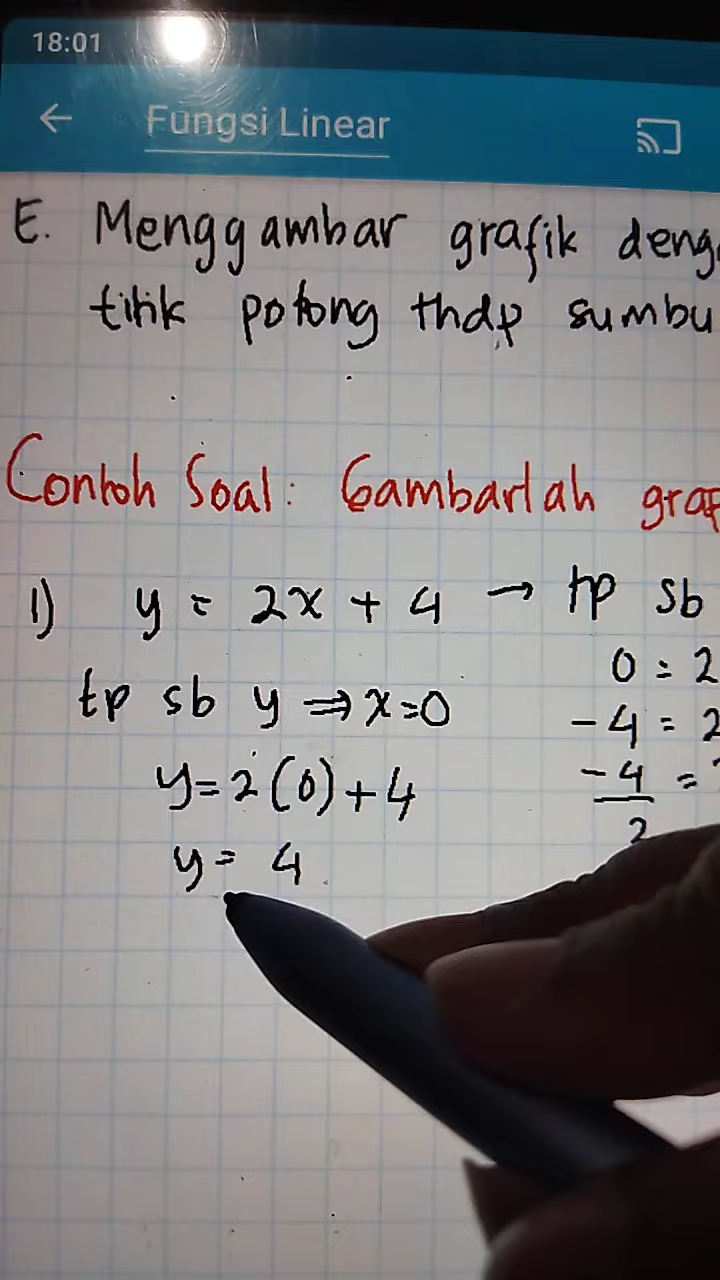 18:01
Fungsi Linear
E. Menggambar grafik deng
titik potong thdp sumbu
Contoh Soal: Gambarlah graf
1) y = 2x + 4 → tp sb
0 = 2
tp sb y ⇒ x=0
-4 = 2
y=2(0)+4
-4 =
2
y= 4